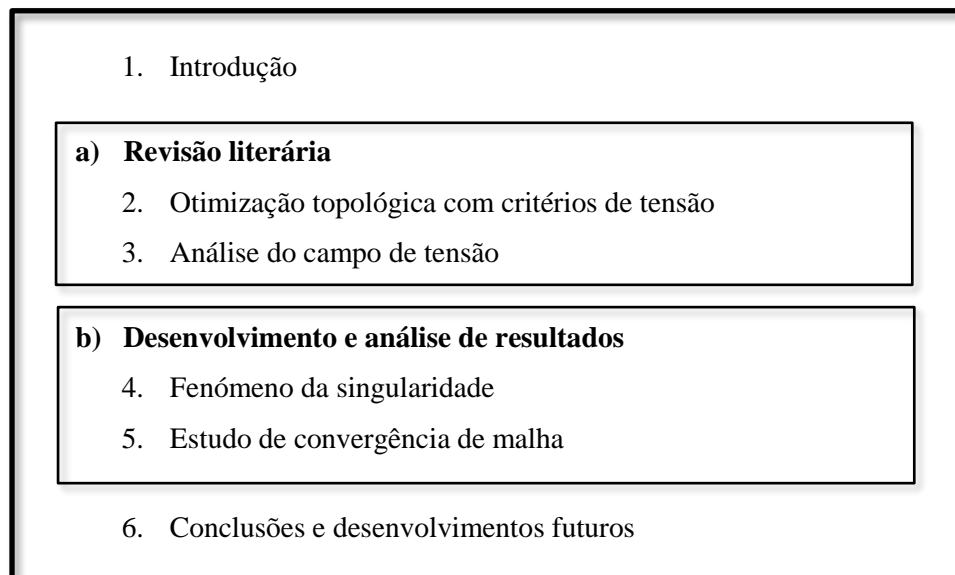 1. Introdução
a) Revisão literária
2. Otimização topológica com critérios de tensão
3. Análise do campo de tensão
b) Desenvolvimento e análise de resultados
4. Fenómeno da singularidade
5. Estudo de convergência de malha
6. Conclusões e desenvolvimentos futuros